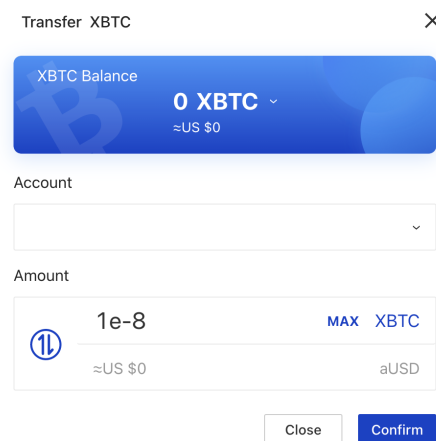 Transfer XBTC
XBTC Balance
0 XBTC
≈US $0
Account
Amount
1e-8 MAX XBTC
≈US $0 aUSD
Close Confirm